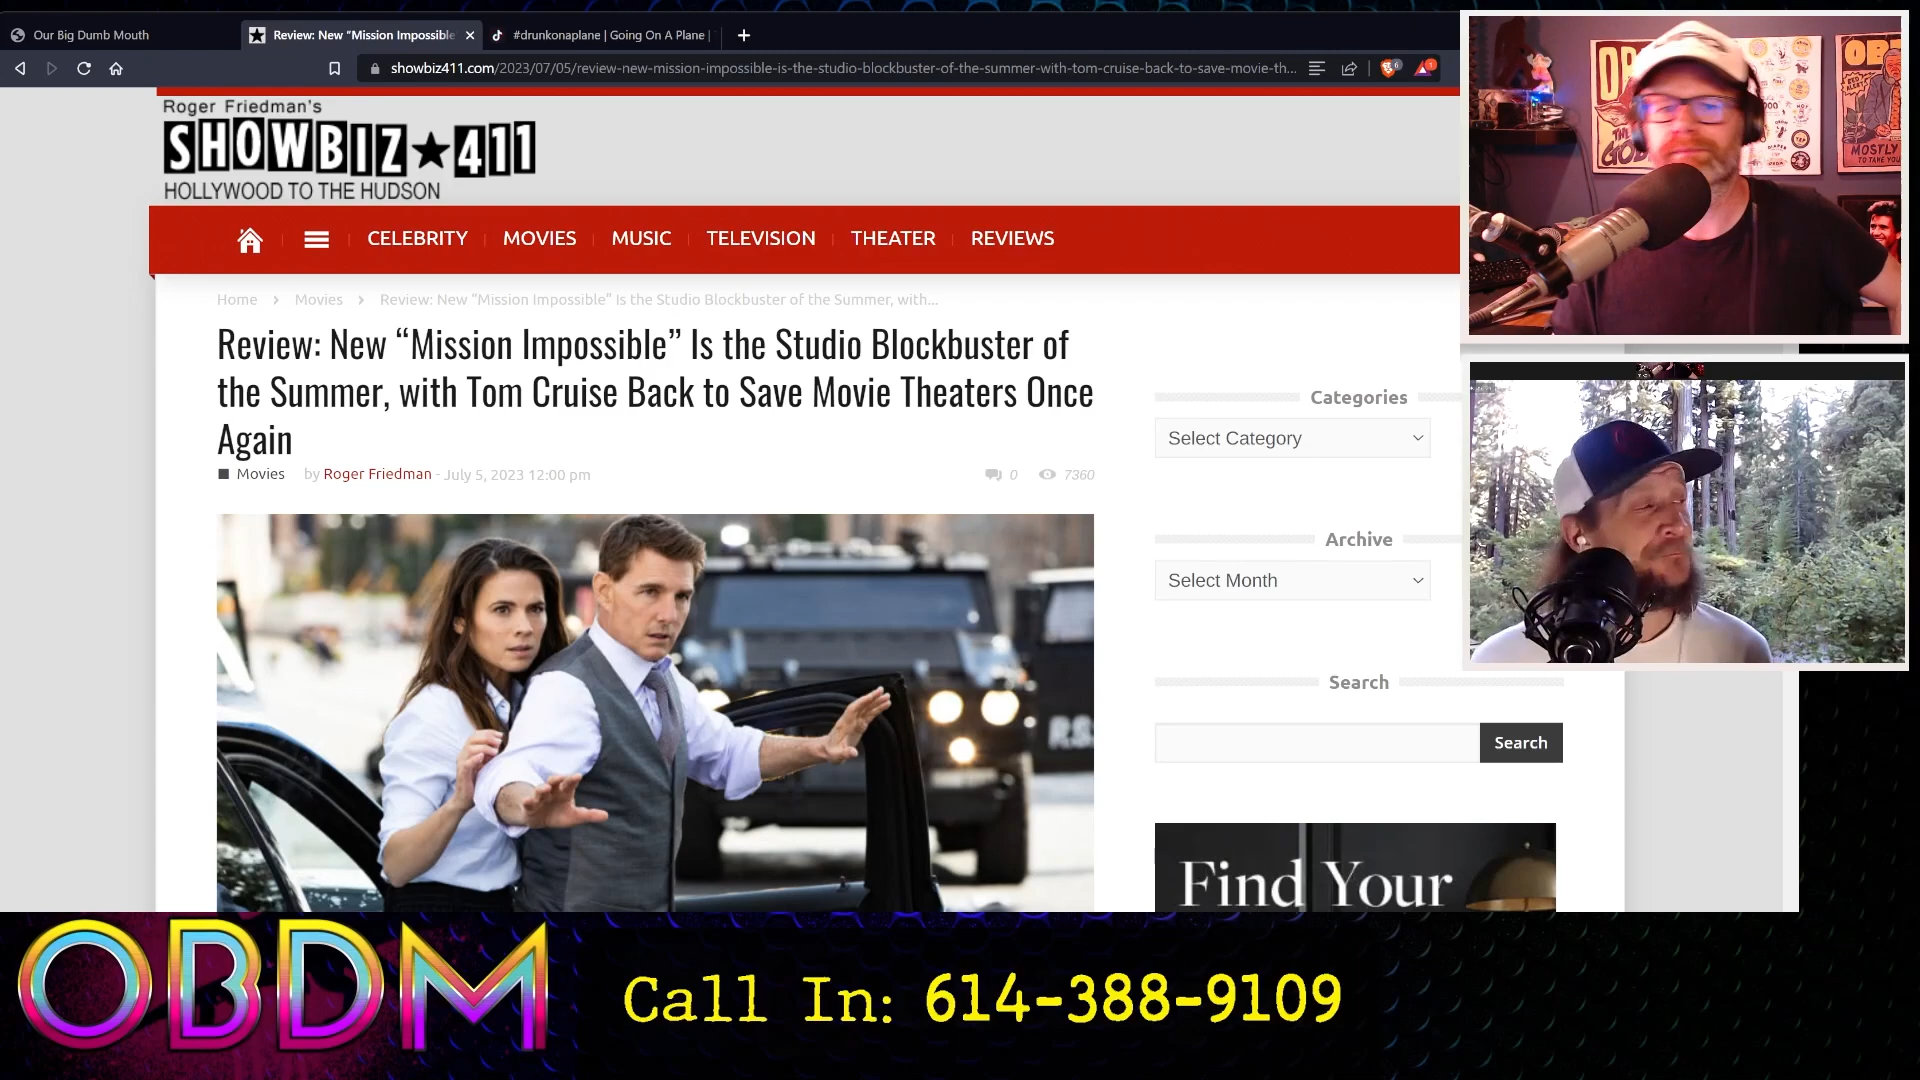 Our Big Dumb Mouth
Review: New “Mission Impossible
#drunkonaplane | Going On A Plane |
showbiz411.com/2023/07/05/review-new-mission-impossible-is-the-studio-blockbuster-of-the-summer-with-tom-cruise-back-to-save-movie-th...
Roger Friedman's
SHOWBIZ★411
HOLLYWOOD TO THE HUDSON
CELEBRITY MOVIES MUSIC TELEVISION THEATER REVIEWS
Home > Movies > Review: New “Mission Impossible” Is the Studio Blockbuster of the Summer, with...
Review: New “Mission Impossible” Is the Studio Blockbuster of
the Summer, with Tom Cruise Back to Save Movie Theaters Once
Again
Movies by Roger Friedman - July 5, 2023 12:00 pm 0 7360
Categories
Select Category
Archive
Select Month
Search
Search
Find Your
MOSTLY
OBDM
Call In: 614-388-9109